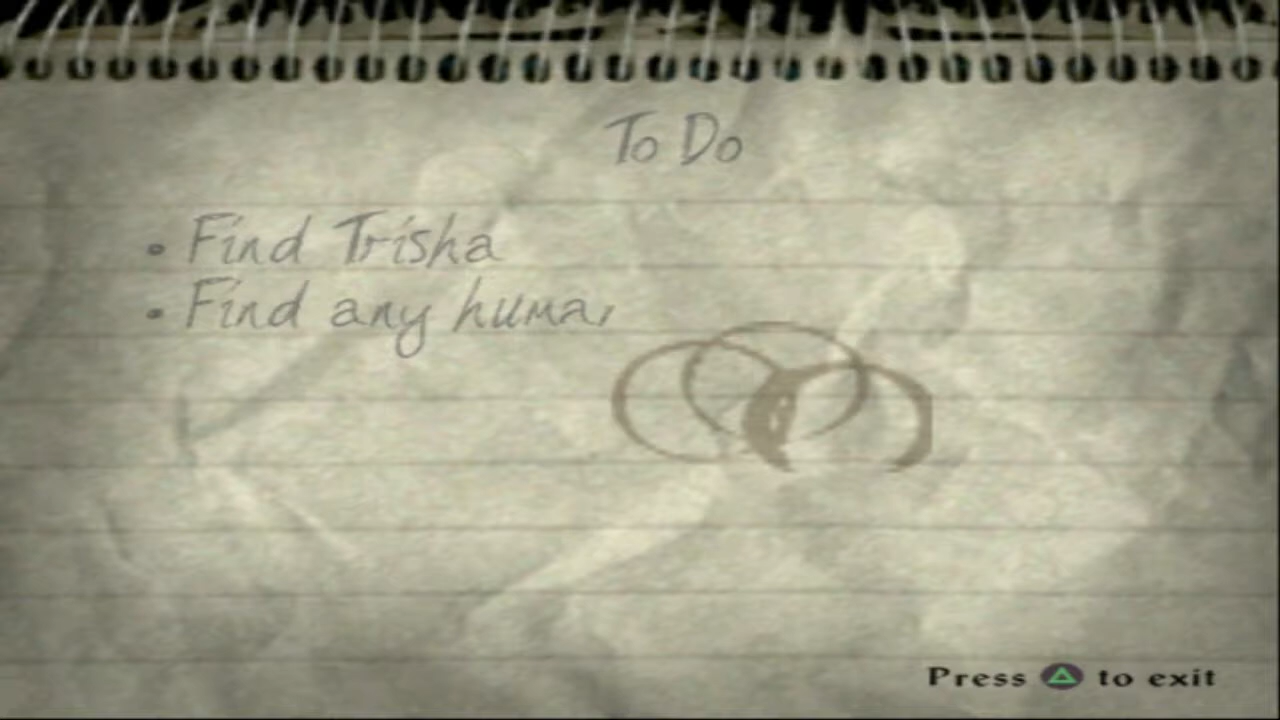 To Do
• Find Trisha
• Find any huma
Press to exit